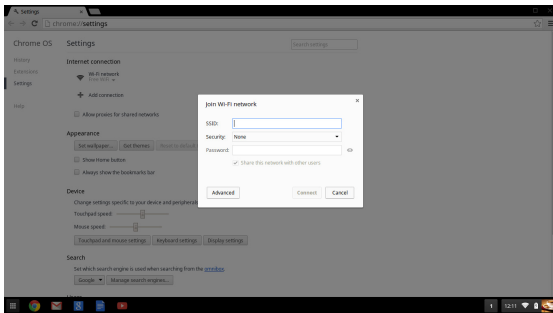 Settings
chrome://settings
Chrome OS
Settings
Search settings
History
Extensions
Settings
Help
Internet connection
Wi-Fi network
Add connection
Allow proxies for shared networks
Appearance
Set wallpaper...
Get themes
Reset to default
Show Home button
Always show the bookmarks bar
Device
Change settings specific to your device and peripherals
Touchpad speed:
Mouse speed:
Touchpad and mouse settings
Keyboard settings
Display settings
Search
Set which search engine is used when searching from the omnibox
Google
Manage search engines...
Join Wi-Fi network
SSID:
Security: None
Password:
Share this network with other users
Advanced
Connect
Cancel
1
12:11